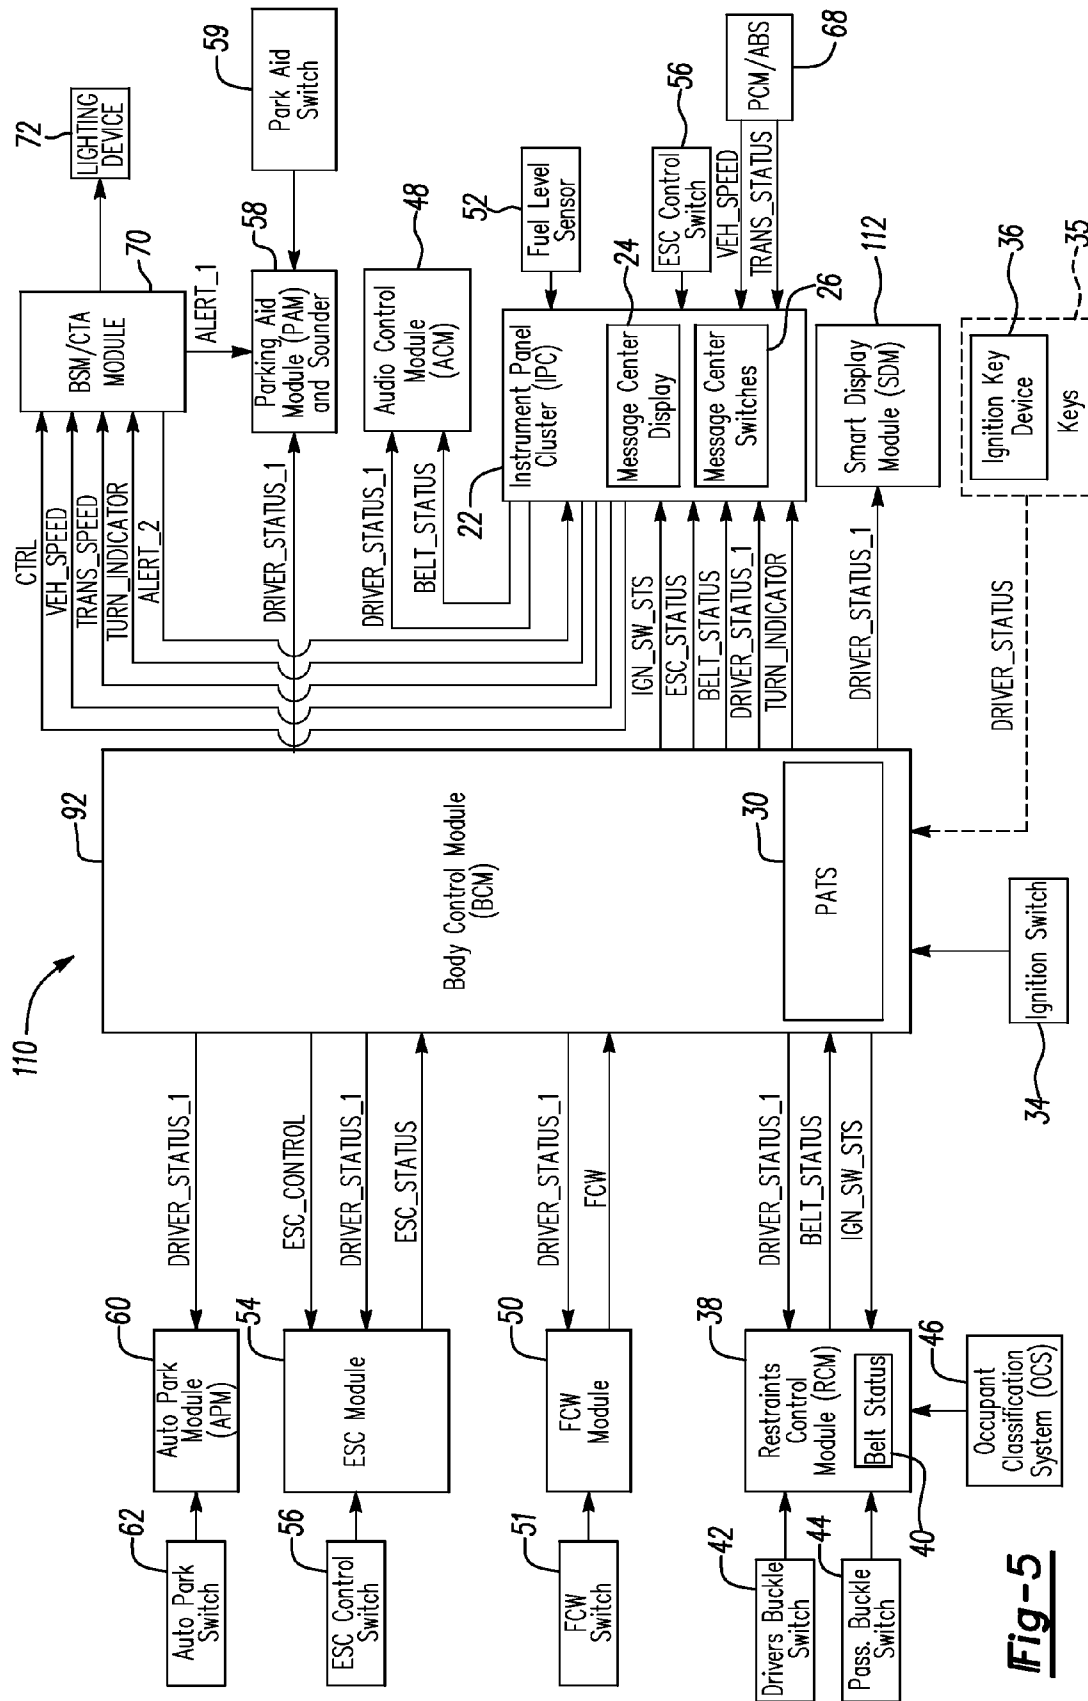 110
62
Auto Park
Switch
60
Auto Park
Module
(APM)
DRIVER_STATUS_1
56
ESC Control
Switch
54
ESC Module
ESC_CONTROL
DRIVER_STATUS_1
ESC_STATUS
51
FCW
Switch
50
FCW
Module
DRIVER_STATUS_1
FCW
42
Drivers Buckle
Switch
44
Pass. Buckle
Switch
38
Restraints
Control
Module (RCM)
Belt Status
40
46
Occupant
Classification
System (OCS)
DRIVER_STATUS_1
BELT_STATUS
IGN_SW_STS
92
Body Control Module
(BCM)
30
PATS
34
Ignition Switch
CTRL
VEH_SPEED
TRANS_SPEED
TURN_INDICATOR
ALERT_2
BSM/CTA
MODULE
70
72
LIGHTING
DEVICE
ALERT_1
DRIVER_STATUS_1
58
Parking Aid
Module (PAM)
and Sounder
59
Park Aid
Switch
DRIVER_STATUS_1
BELT_STATUS
48
Audio Control
Module
(ACM)
22
Instrument Panel
Cluster (IPC)
24
Message Center
Display
26
Message Center
Switches
52
Fuel Level
Sensor
56
ESC Control
Switch
VEH_SPEED
TRANS_STATUS
68
PCM/ABS
IGN_SW_STS
ESC_STATUS
BELT_STATUS
DRIVER_STATUS_1
TURN_INDICATOR
DRIVER_STATUS_1
112
Smart Display
Module (SDM)
DRIVER_STATUS
36
Ignition Key
Device
Keys
35
Fig-5